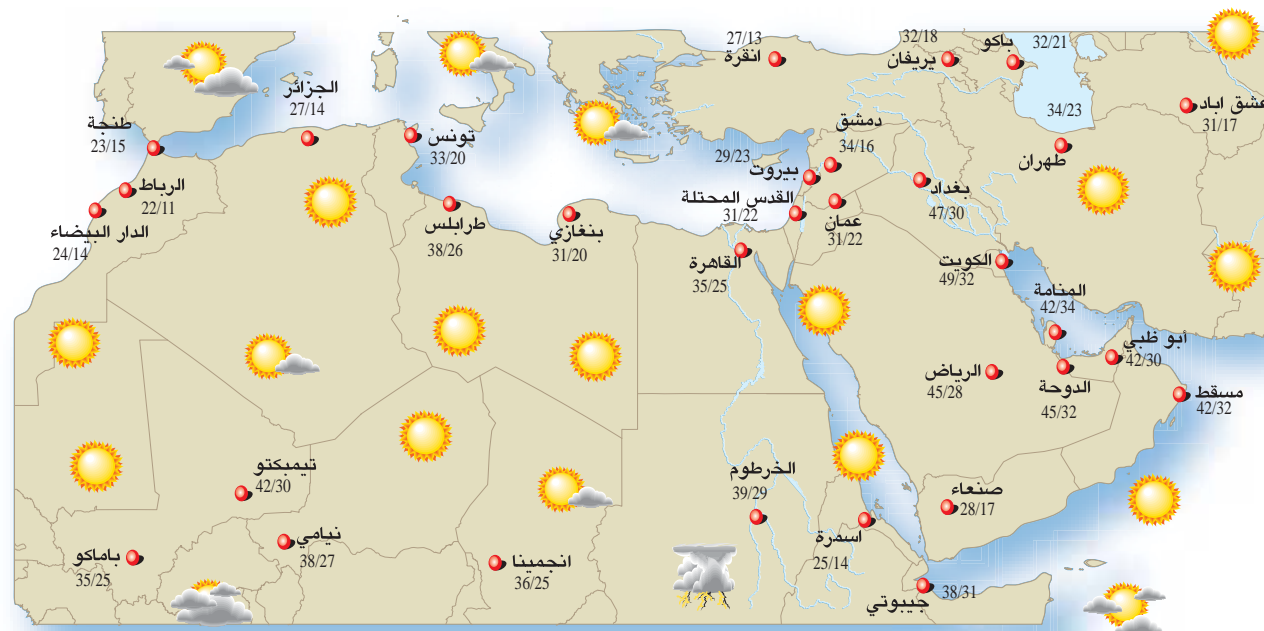 27/13
انقرة
32/18
يريفان
باكو
32/21
عشق اباد
31/17
34/23
طهران
الجزائر
27/14
طنجة
23/15
تونس
33/20
دمشق
34/16
29/23
بيروت
الرباط
22/11
القدس المحتلة
31/22
بغداد
47/30
الدار البيضاء
24/14
طرابلس
38/26
بنغازي
31/20
عمان
31/22
القاهرة
35/25
الكويت
49/32
المنامة
42/34
أبو ظبي
42/30
الرياض
45/28
الدوحة
45/32
مسقط
42/32
تيمبكتو
42/30
الخرطوم
39/29
صنعاء
28/17
نيامي
38/27
باماكو
35/25
انجمينا
36/25
اسمرة
25/14
جيبوتي
38/31